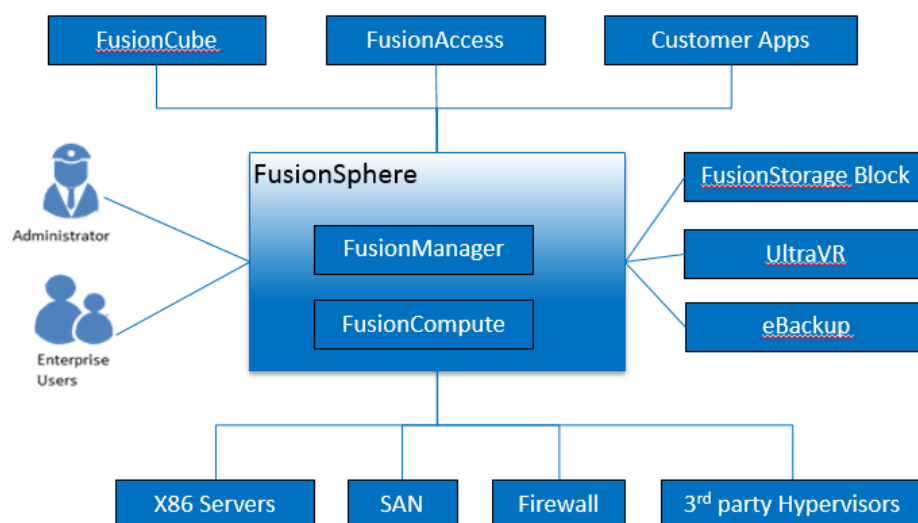 FusionCube
FusionAccess
Customer Apps
FusionSphere
FusionManager
FusionCompute
Administrator
Enterprise
Users
FusionStorage Block
UltraVR
eBackup
X86 Servers
SAN
Firewall
3rd party Hypervisors